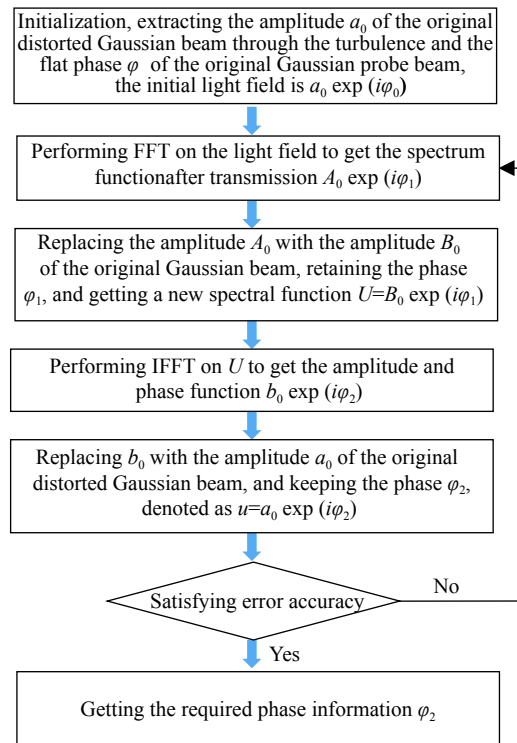 Initialization, extracting the amplitude a₀ of the original
distorted Gaussian beam through the turbulence and the
flat phase φ of the original Gaussian probe beam,
the initial light field is a₀ exp (iφ₀)
Performing FFT on the light field to get the spectrum
functionafter transmission A₀ exp (iφ₁)
Replacing the amplitude A₀ with the amplitude B₀
of the original Gaussian beam, retaining the phase
φ₁, and getting a new spectral function U=B₀ exp (iφ₁)
Performing IFFT on U to get the amplitude and
phase function b₀ exp (iφ₂)
Replacing b₀ with the amplitude a₀ of the original
distorted Gaussian beam, and keeping the phase φ₂,
denoted as u=a₀ exp (iφ₂)
Satisfying error accuracy
No
Yes
Getting the required phase information φ₂